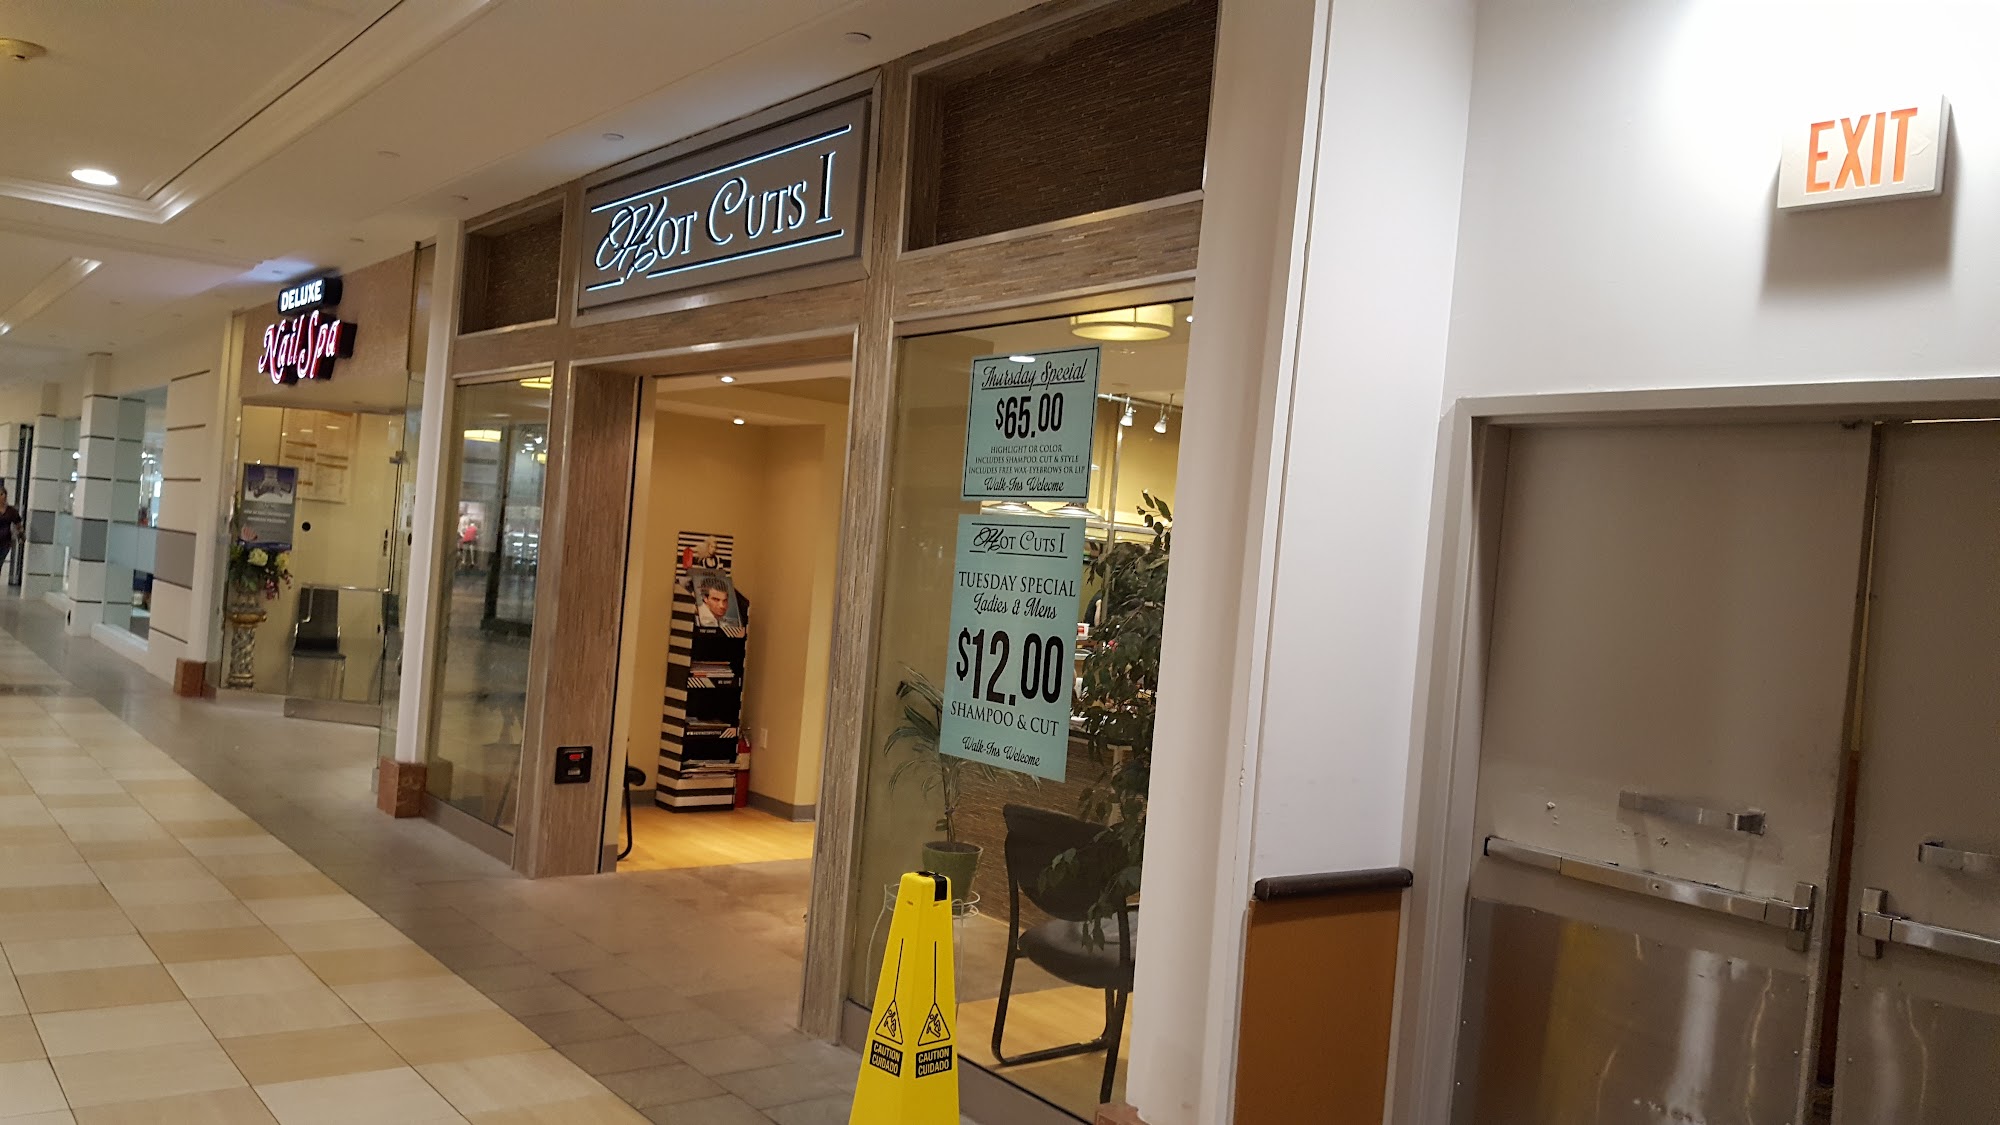 DELUXE
Nail Spa
Hot Cuts I
Thursday Special
$65.00
HIGHLIGHT OR COLOR
INCLUDES SHAMPOO, CUT & STYLE
INCLUDES FREE WAX-EYEBROWS OR LIP
Walk-Ins Welcome
Hot Cuts I
TUESDAY SPECIAL
Ladies & Mens
$12.00
SHAMPOO & CUT
Walk-Ins Welcome
EXIT
CAUTION
CUIDADO
CAUTION
CUIDADO